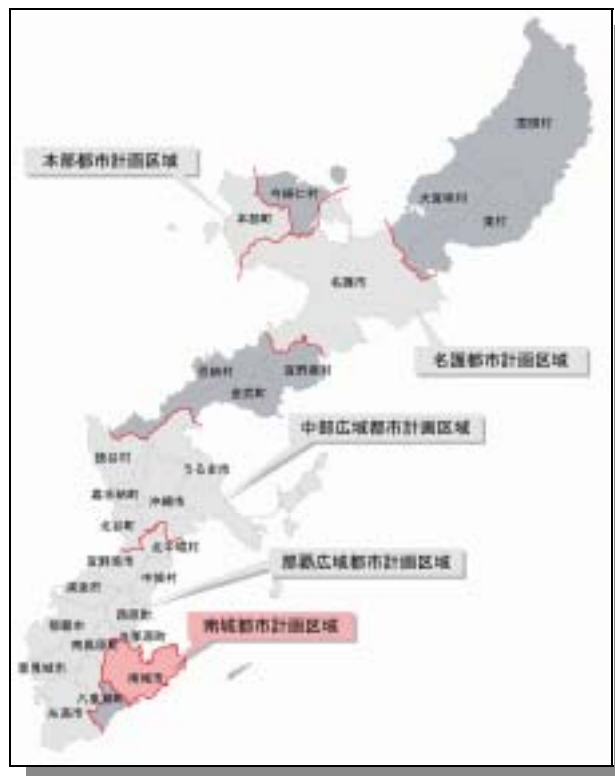 国頭村
本部都市計画区域
今帰仁村
大宜味村
本部町
東村
名護市
名護都市計画区域
恩納村
宜野座村
金武町
中部広域都市計画区域
読谷村
うるま市
嘉手納町
沖縄市
北谷町
北中城村
宜野湾市
那覇広域都市計画区域
中城村
浦添市
西原町
那覇市
南城都市計画区域
与那原町
南風原町
豊見城市
南城市
八重瀬町
糸満市